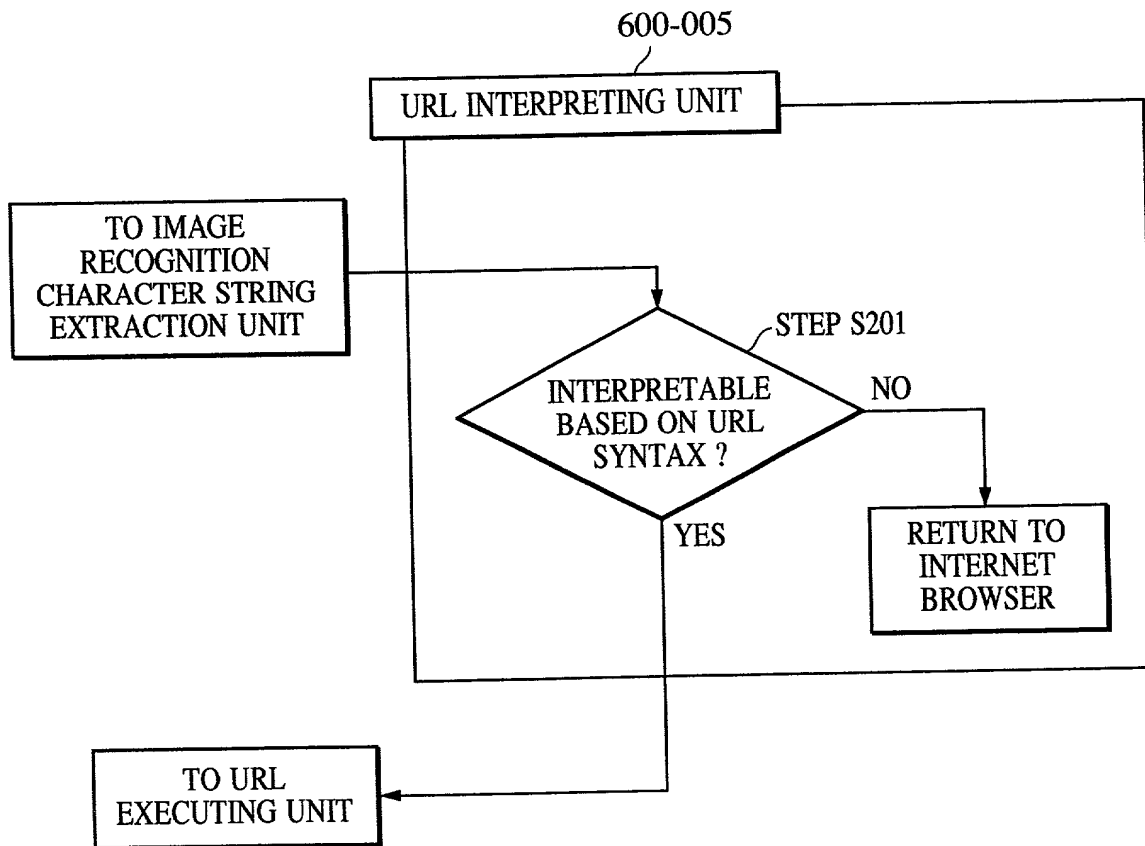 600-005
URL INTERPRETING UNIT
TO IMAGE
RECOGNITION
CHARACTER STRING
EXTRACTION UNIT
STEP S201
INTERPRETABLE
BASED ON URL
SYNTAX ?
NO
YES
RETURN TO
INTERNET
BROWSER
TO URL
EXECUTING UNIT